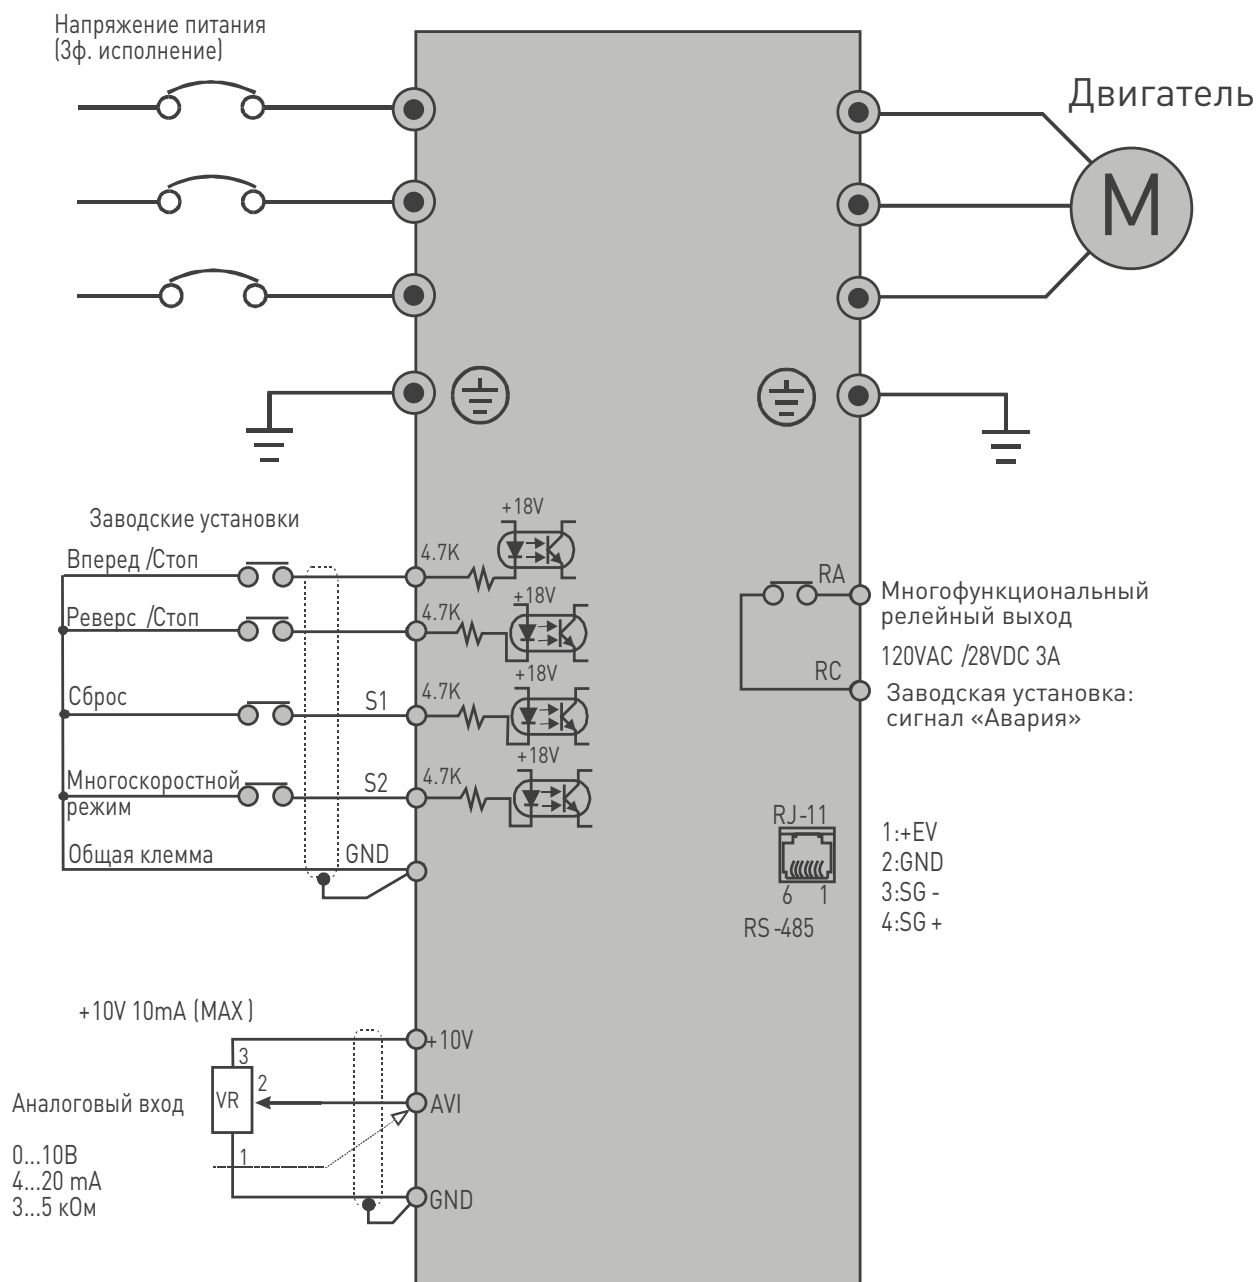 Напряжение питания
(3ф. исполнение)
Двигатель
M
Заводские установки
+18V
Вперед /Стоп
4.7K
+18V
Реверс /Стоп
4.7K
+18V
Сброс
S1
4.7K
+18V
Многоскоростной
режим
S2
4.7K
Общая клемма
GND
RA
Многофункциональный
релейный выход
120VAC /28VDC 3A
RC
Заводская установка:
сигнал «Авария»
RJ-11
6 1
RS-485
1:+EV
2:GND
3:SG -
4:SG +
+10V 10mA (MAX)
+10V
3
VR
2
AVI
1
GND
Аналоговый вход
0...10В
4...20 mA
3...5 кОм